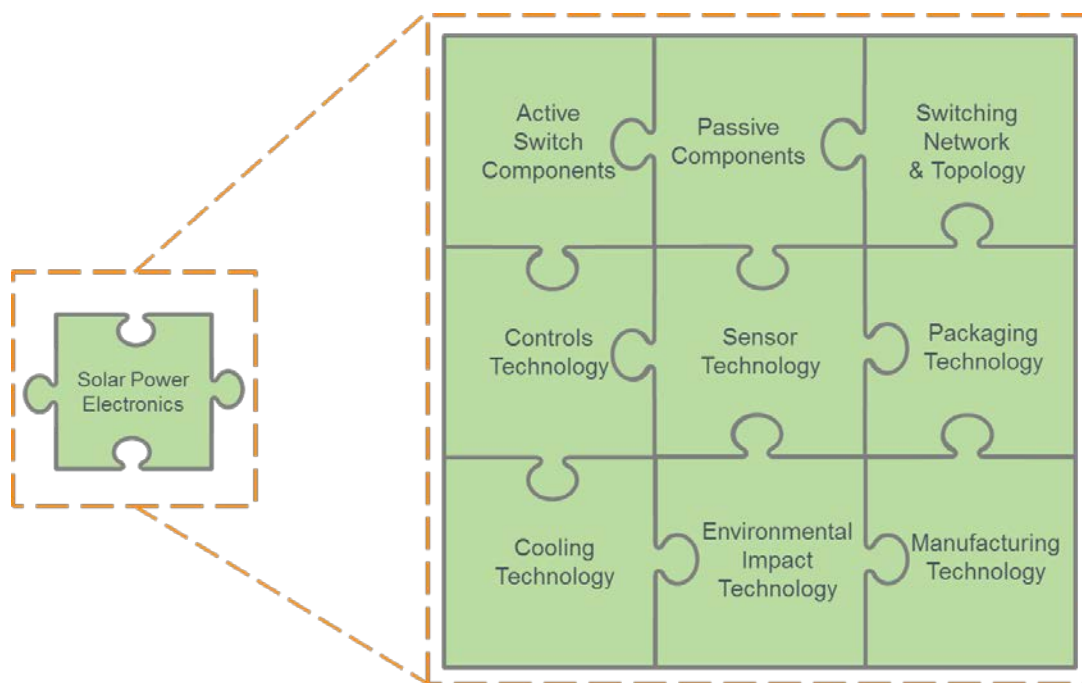 Solar Power
Electronics
Active
Switch
Components
Passive
Components
Switching
Network
& Topology
Controls
Technology
Sensor
Technology
Packaging
Technology
Cooling
Technology
Environmental
Impact
Technology
Manufacturing
Technology